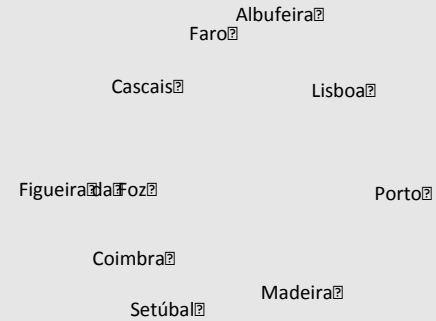 Albufeira
Faro
Cascais
Lisboa
Figueira da Foz
Porto
Coimbra
Madeira
Setúbal